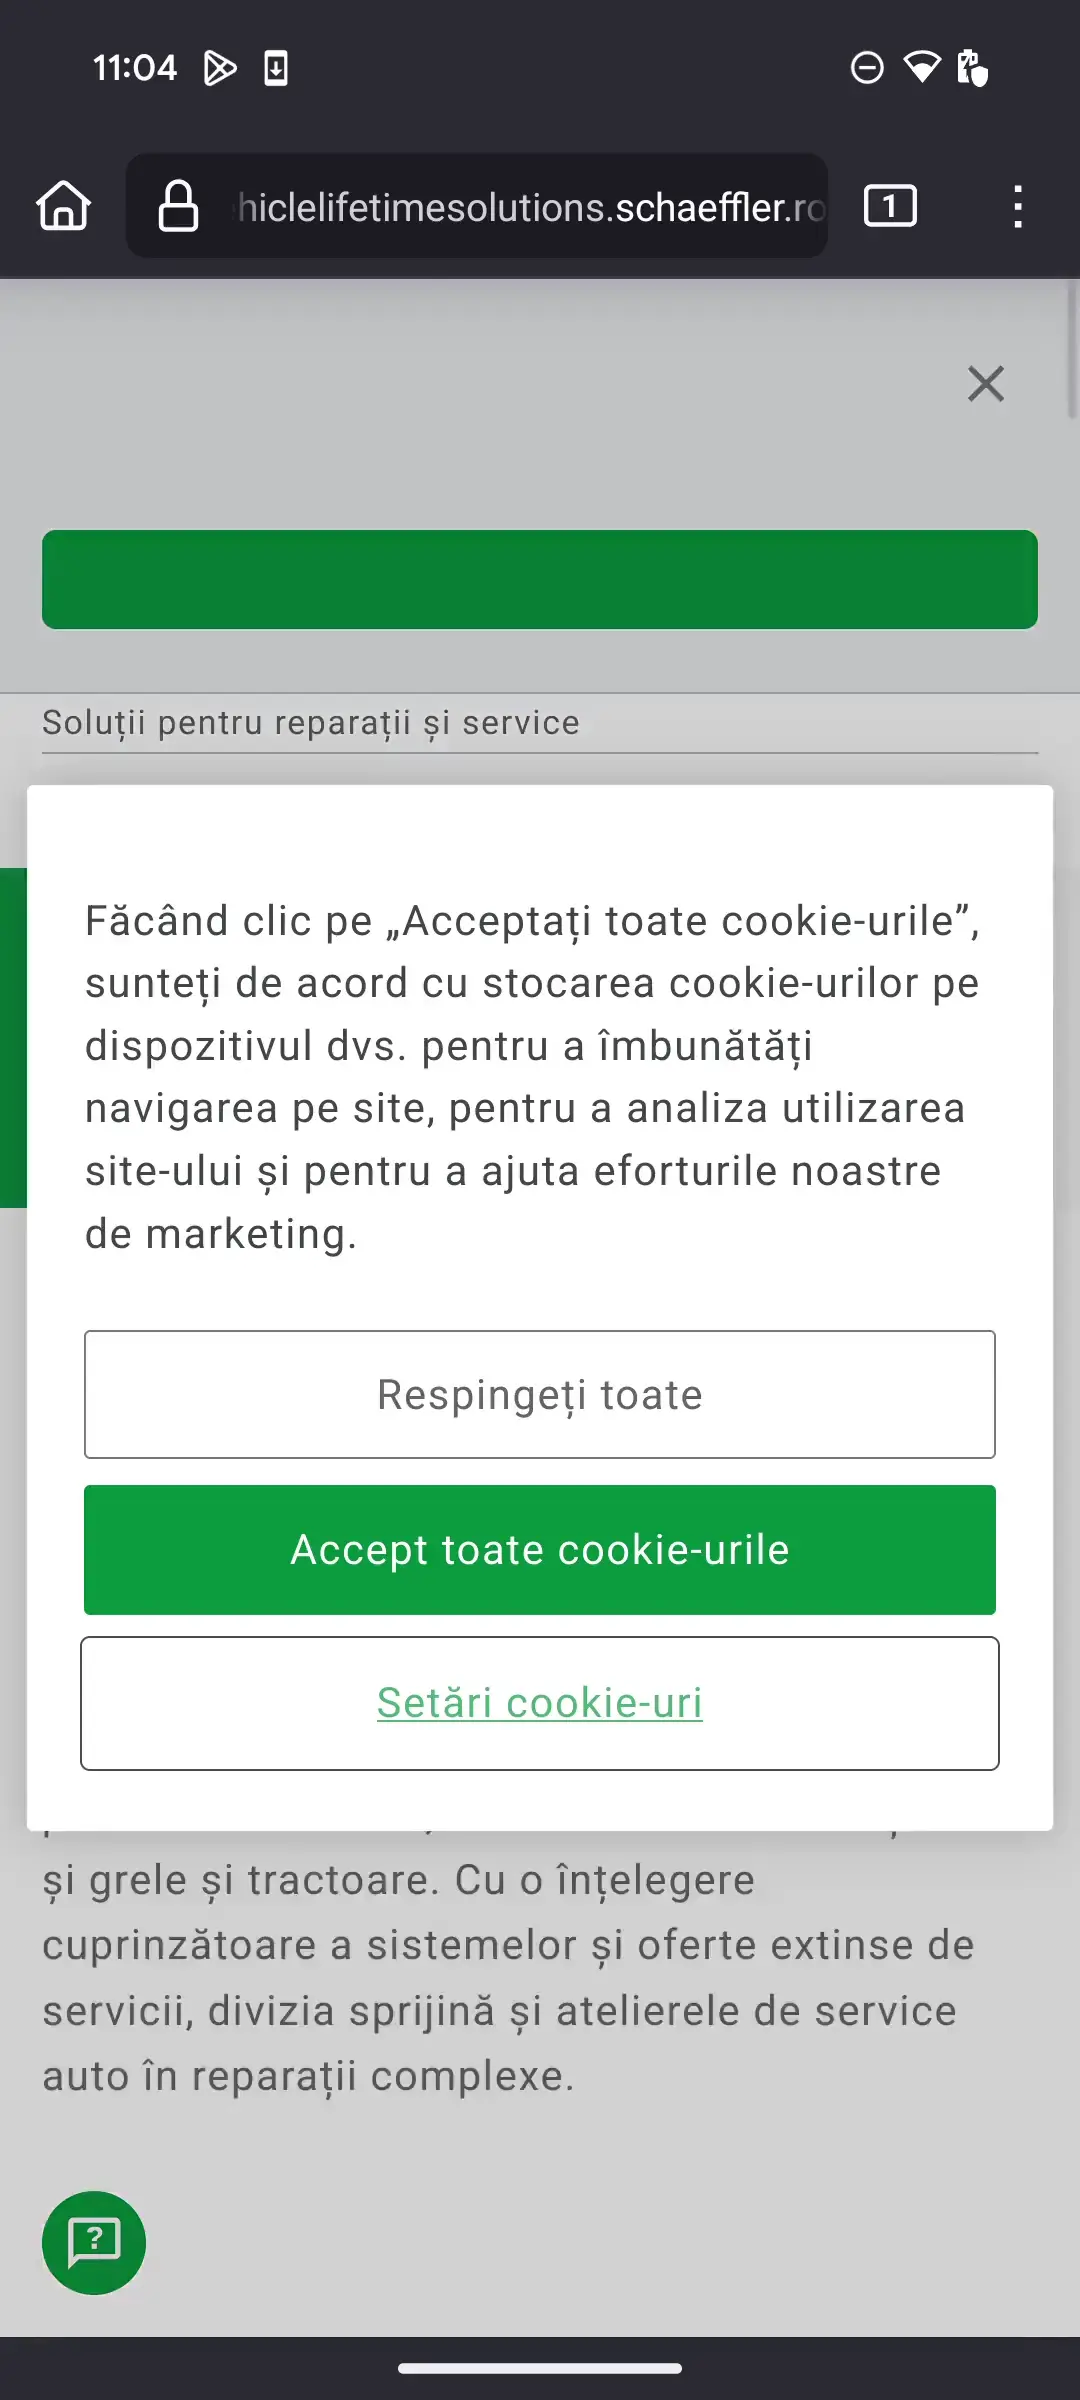 11:04
hiclelifetimesolutions.schaeffler.ro
1
Soluții pentru reparații și service
Făcând clic pe „Acceptați toate cookie-urile”,
sunteți de acord cu stocarea cookie-urilor pe
dispozitivul dvs. pentru a îmbunătăți
navigarea pe site, pentru a analiza utilizarea
site-ului și pentru a ajuta eforturile noastre
de marketing.
Respingeți toate
Accept toate cookie-urile
Setări cookie-uri
și grele și tractoare. Cu o înțelegere
cuprinzătoare a sistemelor și oferte extinse de
servicii, divizia sprijină și atelierele de service
auto în reparații complexe.
?